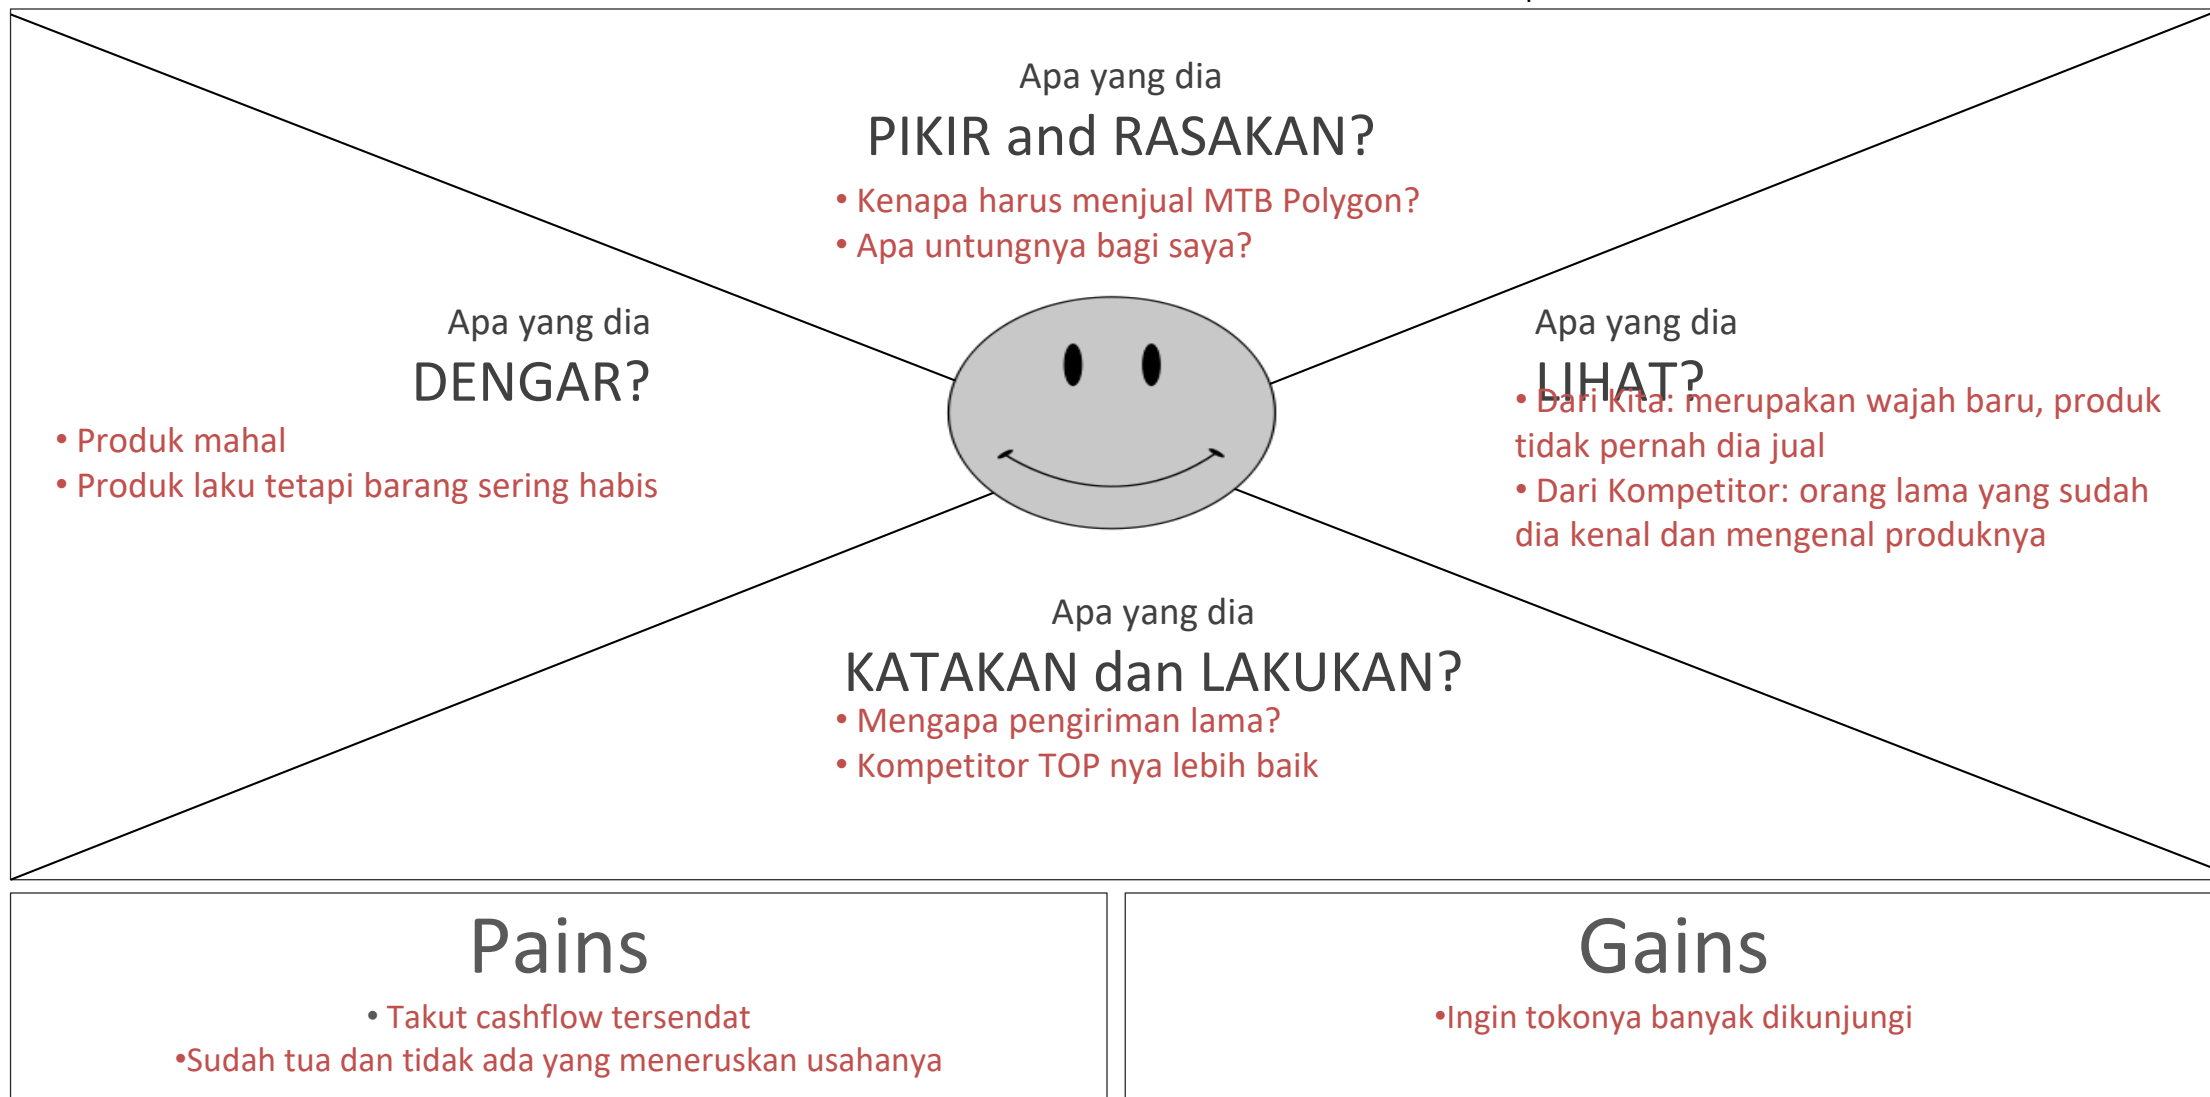 Apa yang dia
PIKIR and RASAKAN?
• Kenapa harus menjual MTB Polygon?
• Apa untungnya bagi saya?
Apa yang dia
DENGAR?
• Produk mahal
• Produk laku tetapi barang sering habis
Apa yang dia
LIHAT?
• Dari Kita: merupakan wajah baru, produk
tidak pernah dia jual
• Dari Kompetitor: orang lama yang sudah
dia kenal dan mengenal produknya
Apa yang dia
KATAKAN dan LAKUKAN?
• Mengapa pengiriman lama?
• Kompetitor TOP nya lebih baik
Pains
• Takut cashflow tersendat
•Sudah tua dan tidak ada yang meneruskan usahanya
Gains
•Ingin tokonya banyak dikunjungi